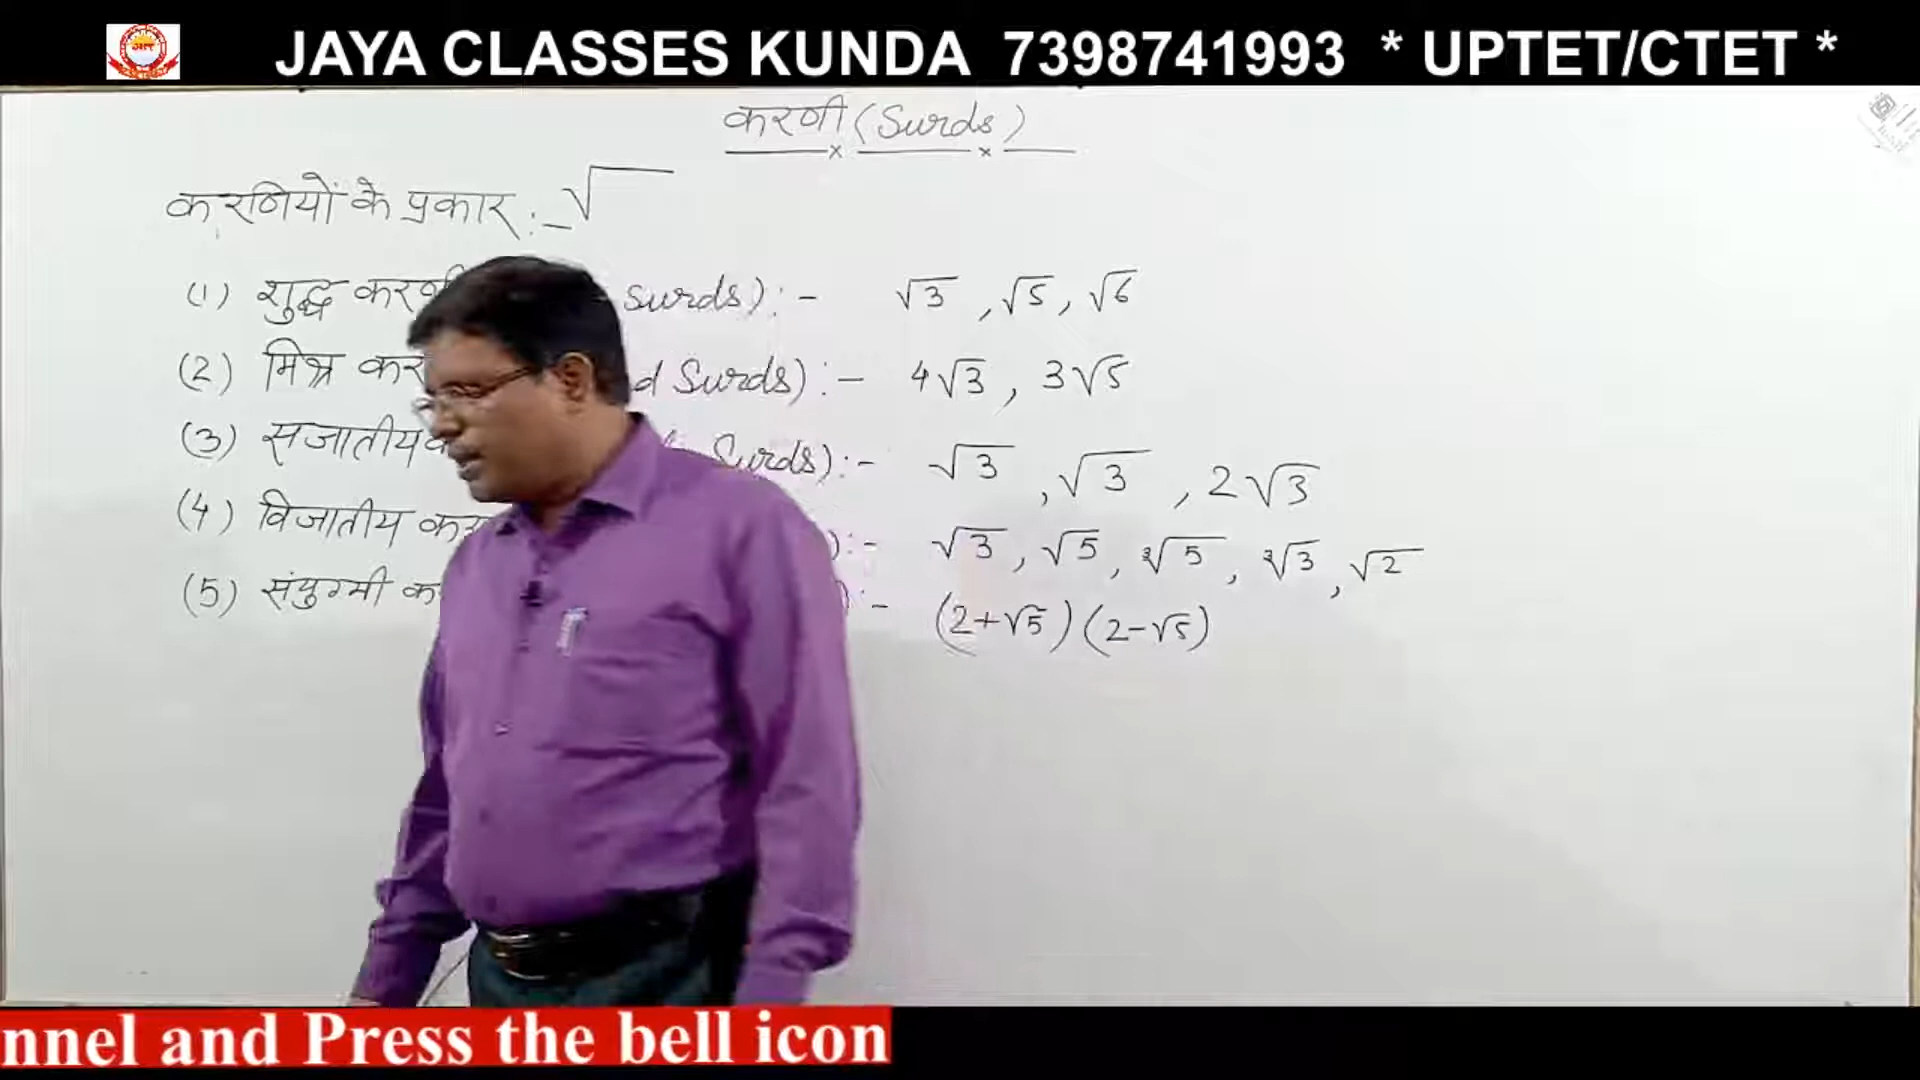 JAYA CLASSES KUNDA 7398741993 * UPTET/CTET *
करणी (Surds)
करणियों के प्रकार :- √
(1) शुद्ध Surds) :- √3, √5, √6
(2) मिश्र Surds) :- 4√3, 3√5
(3) सजातीय Surds) :- √3, √3, 2√3
(4) विजातीय ) :- √3, √5, ∛5, ∛3, √2
(5) संयुग्मी ) :- (2+√5) (2-√5)
nnel and Press the bell icon